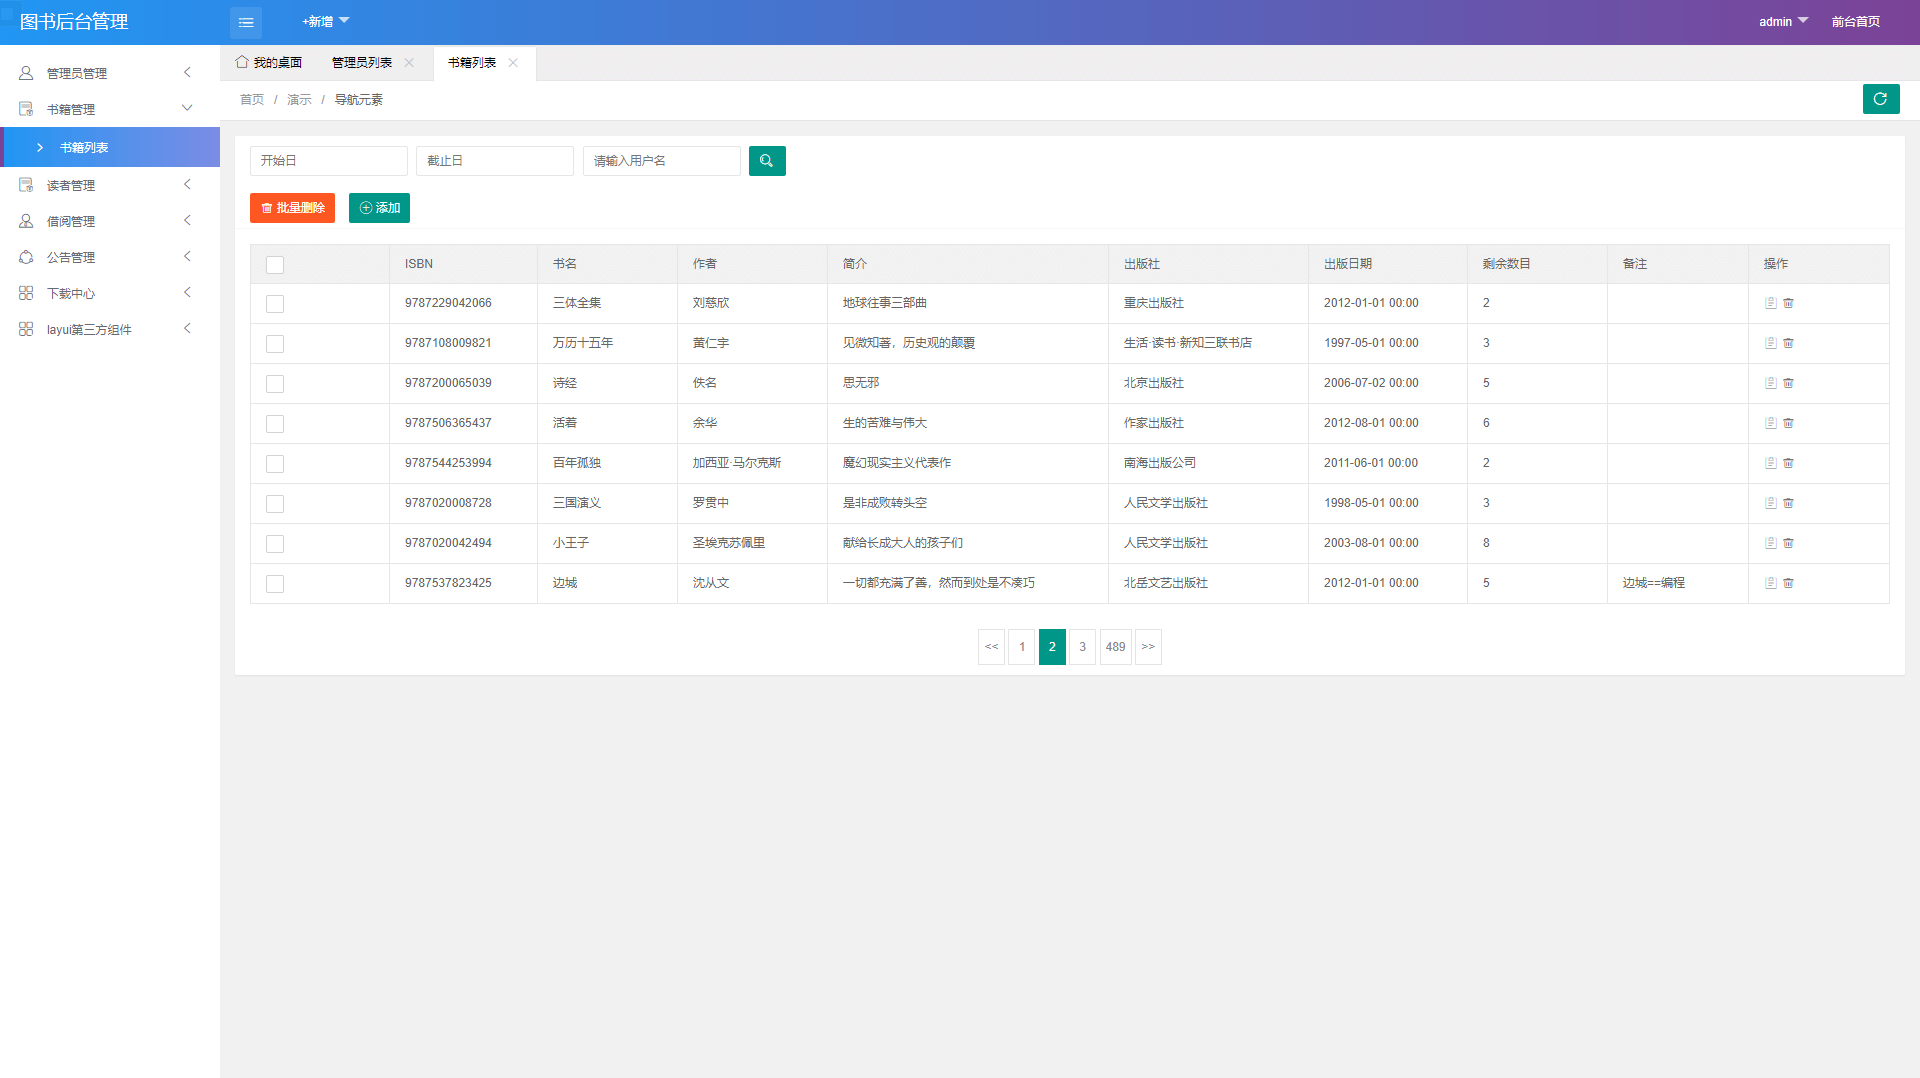 图书后台管理
+新增
admin
前台首页
管理员管理
书籍管理
书籍列表
读者管理
借阅管理
公告管理
下载中心
layui第三方组件
我的桌面 管理员列表 书籍列表
首页 / 演示 / 导航元素
开始日 截止日 请输入用户名
批量删除 添加
ISBN 书名 作者 简介 出版社 出版日期 剩余数目 备注 操作
9787229042066 三体全集 刘慈欣 地球往事三部曲 重庆出版社 2012-01-01 00:00 2
9787108009821 万历十五年 黄仁宇 见微知著，历史观的颠覆 生活·读书·新知三联书店 1997-05-01 00:00 3
9787200065039 诗经 佚名 思无邪 北京出版社 2006-07-02 00:00 5
9787506365437 活着 余华 生的苦难与伟大 作家出版社 2012-08-01 00:00 6
9787544253994 百年孤独 加西亚·马尔克斯 魔幻现实主义代表作 南海出版公司 2011-06-01 00:00 2
9787020008728 三国演义 罗贯中 是非成败转头空 人民文学出版社 1998-05-01 00:00 3
9787020042494 小王子 圣埃克苏佩里 献给长成大人的孩子们 人民文学出版社 2003-08-01 00:00 8
9787537823425 边城 沈从文 一切都充满了善，然而到处是不凑巧 北岳文艺出版社 2012-01-01 00:00 5 边城==编程
<< 1 2 3 489 >>